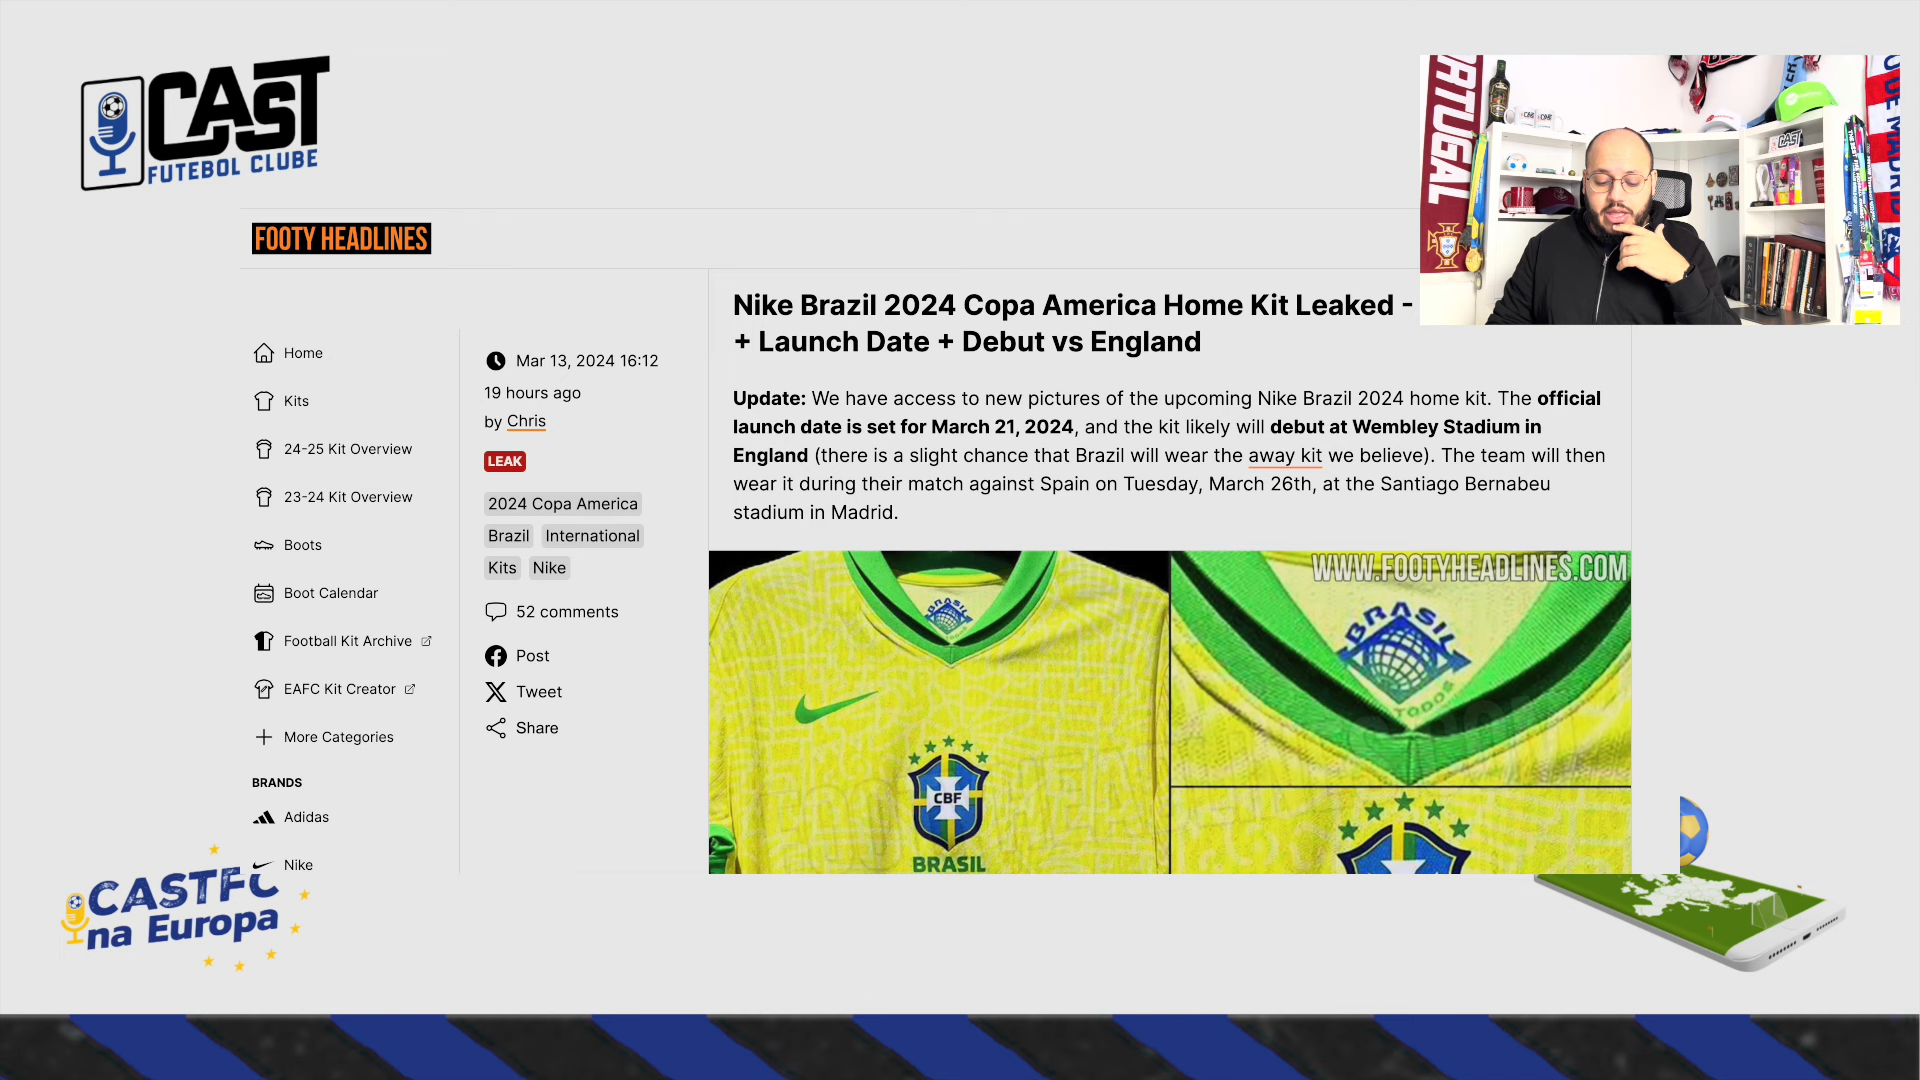 CAST
FUTEBOL CLUBE
FOOTY HEADLINES
Home
Kits
24-25 Kit Overview
23-24 Kit Overview
Boots
Boot Calendar
Football Kit Archive
EAFC Kit Creator
More Categories
BRANDS
Adidas
Nike
Mar 13, 2024 16:12
19 hours ago
by Chris
LEAK
2024 Copa America
Brazil International
Kits Nike
52 comments
Post
Tweet
Share
Nike Brazil 2024 Copa America Home Kit Leaked -
+ Launch Date + Debut vs England
Update: We have access to new pictures of the upcoming Nike Brazil 2024 home kit. The official
launch date is set for March 21, 2024, and the kit likely will debut at Wembley Stadium in
England (there is a slight chance that Brazil will wear the away kit we believe). The team will then
wear it during their match against Spain on Tuesday, March 26th, at the Santiago Bernabeu
stadium in Madrid.
WWW.FOOTYHEADLINES.COM
BRASIL
CBF
BRASIL
BRASIL
TODOS
RTUGAL
CAST
CASTFC
na Europa